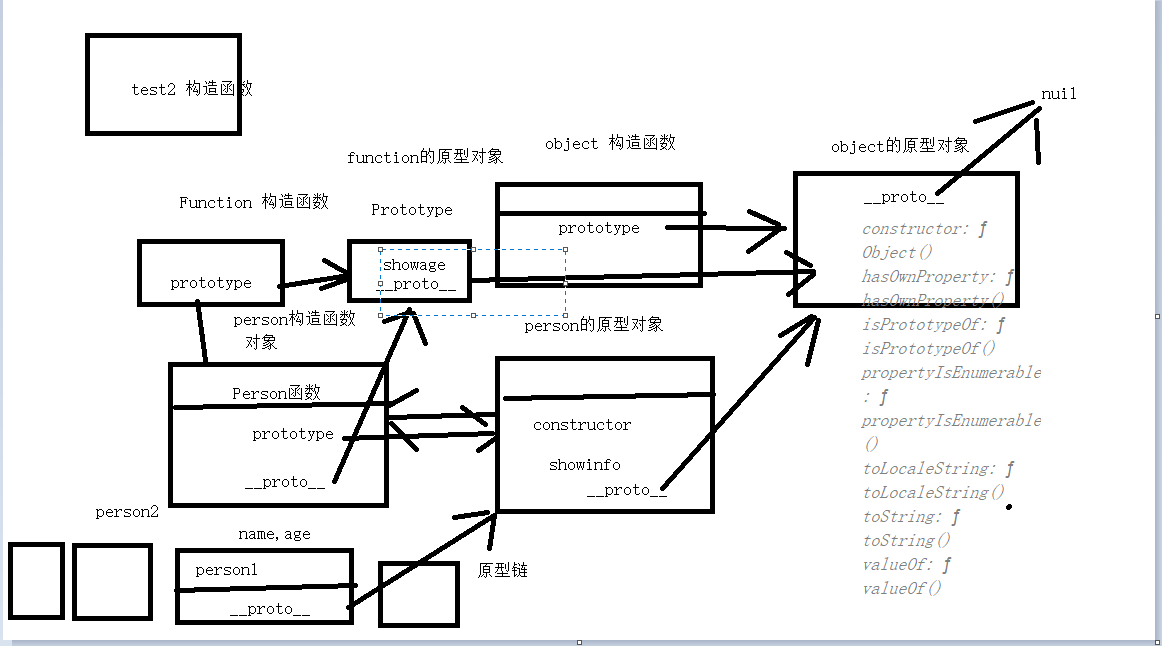 test2 构造函数
nuil
function的原型对象
object 构造函数
object的原型对象
Function 构造函数
Prototype
__proto__
prototype
constructor: ƒ
Object()
hasOwnProperty: ƒ
hasOwnProperty()
isPrototypeOf: ƒ
isPrototypeOf()
propertyIsEnumerable
: ƒ
propertyIsEnumerable
()
toLocaleString: ƒ
toLocaleString()
toString: ƒ
toString()
valueOf: ƒ
valueOf()
prototype
showage
__proto__
person构造函数
对象
person的原型对象
Person函数
prototype
__proto__
constructor
showinfo
__proto__
person2
name,age
person1
__proto__
原型链